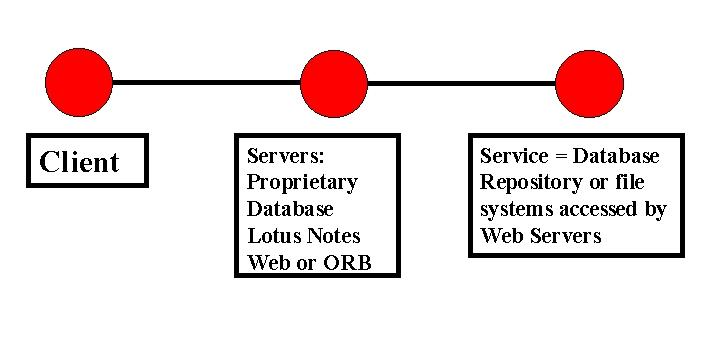 Client
Servers:
Proprietary
Database
Lotus Notes
Web or ORB
Service = Database
Repository or file
systems accessed by
Web Servers